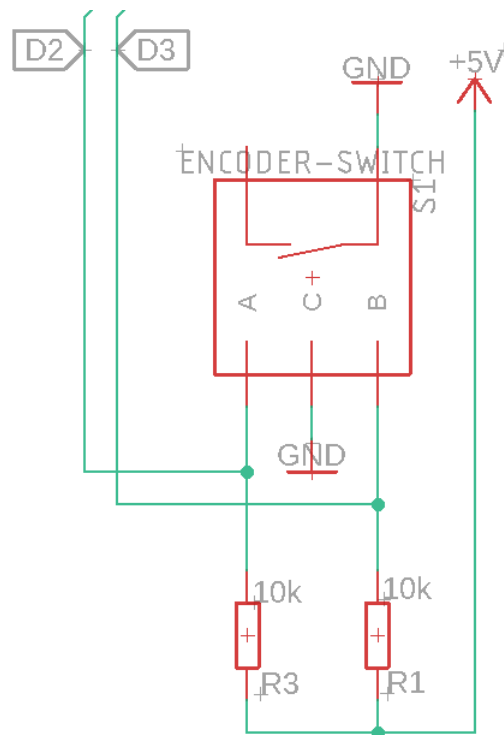 D2
D3
GND
+5V
ENCODER-SWITCH
S1
A
C
B
GND
10k
10k
R3
R1